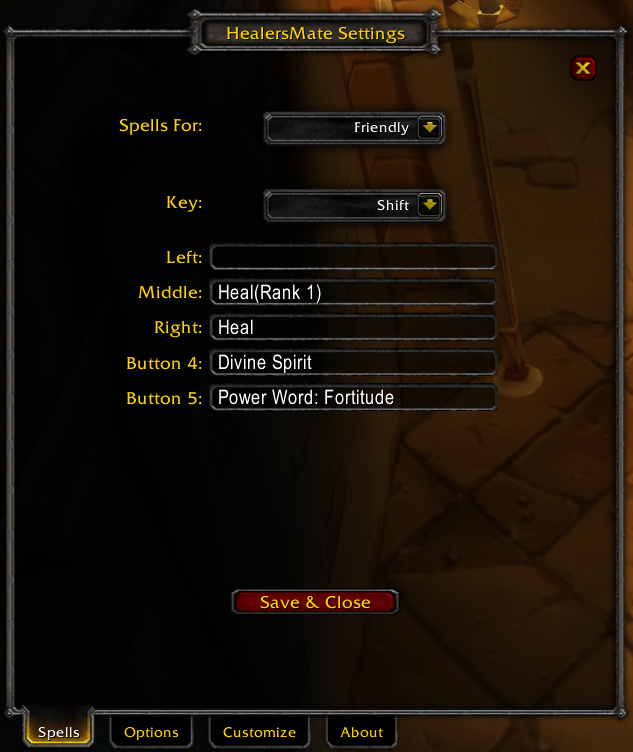 HealersMate Settings
Spells For: Friendly
Key: Shift
Left:
Middle: Heal(Rank 1)
Right: Heal
Button 4: Divine Spirit
Button 5: Power Word: Fortitude
Save & Close
Spells Options Customize About